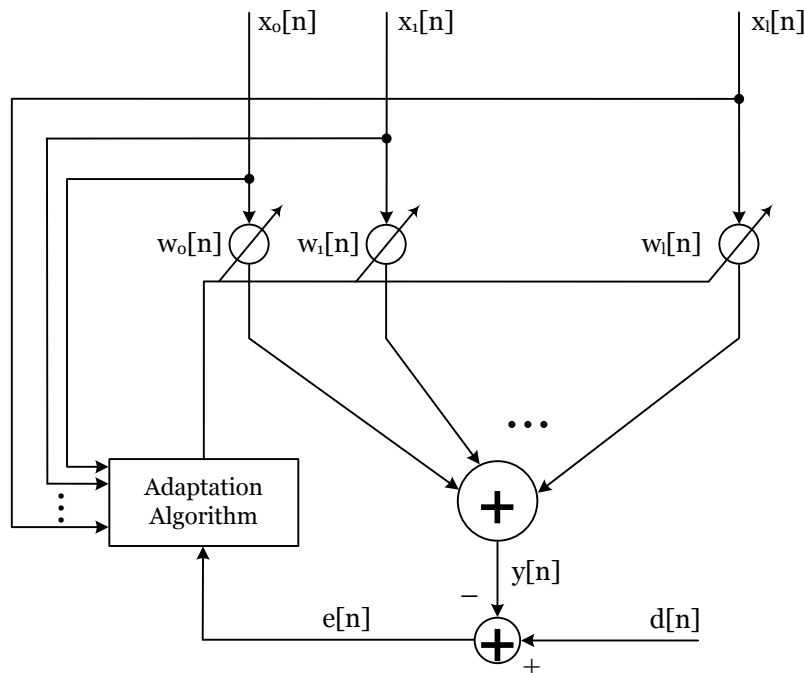 x₀[n]
x₁[n]
xₗ[n]
w₀[n]
w₁[n]
wₗ[n]
...
Adaptation
Algorithm
⋮
+
y[n]
−
e[n]
+
d[n]
+